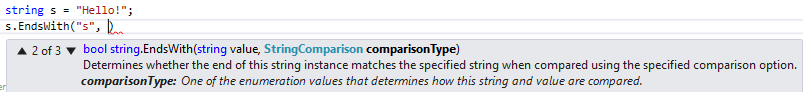 string s = "Hello!";
s.EndsWith("s", )
▲ 2 of 3 ▼ bool string.EndsWith(string value, StringComparison comparisonType)
Determines whether the end of this string instance matches the specified string when compared using the specified comparison option.
comparisonType: One of the enumeration values that determines how this string and value are compared.